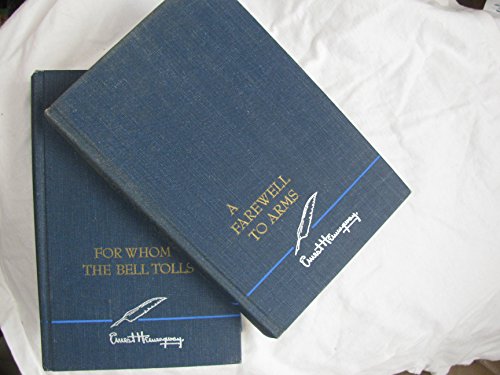 A
FAREWELL
TO ARMS
Ernest Hemingway
FOR WHOM
THE BELL TOLLS
Ernest Hemingway